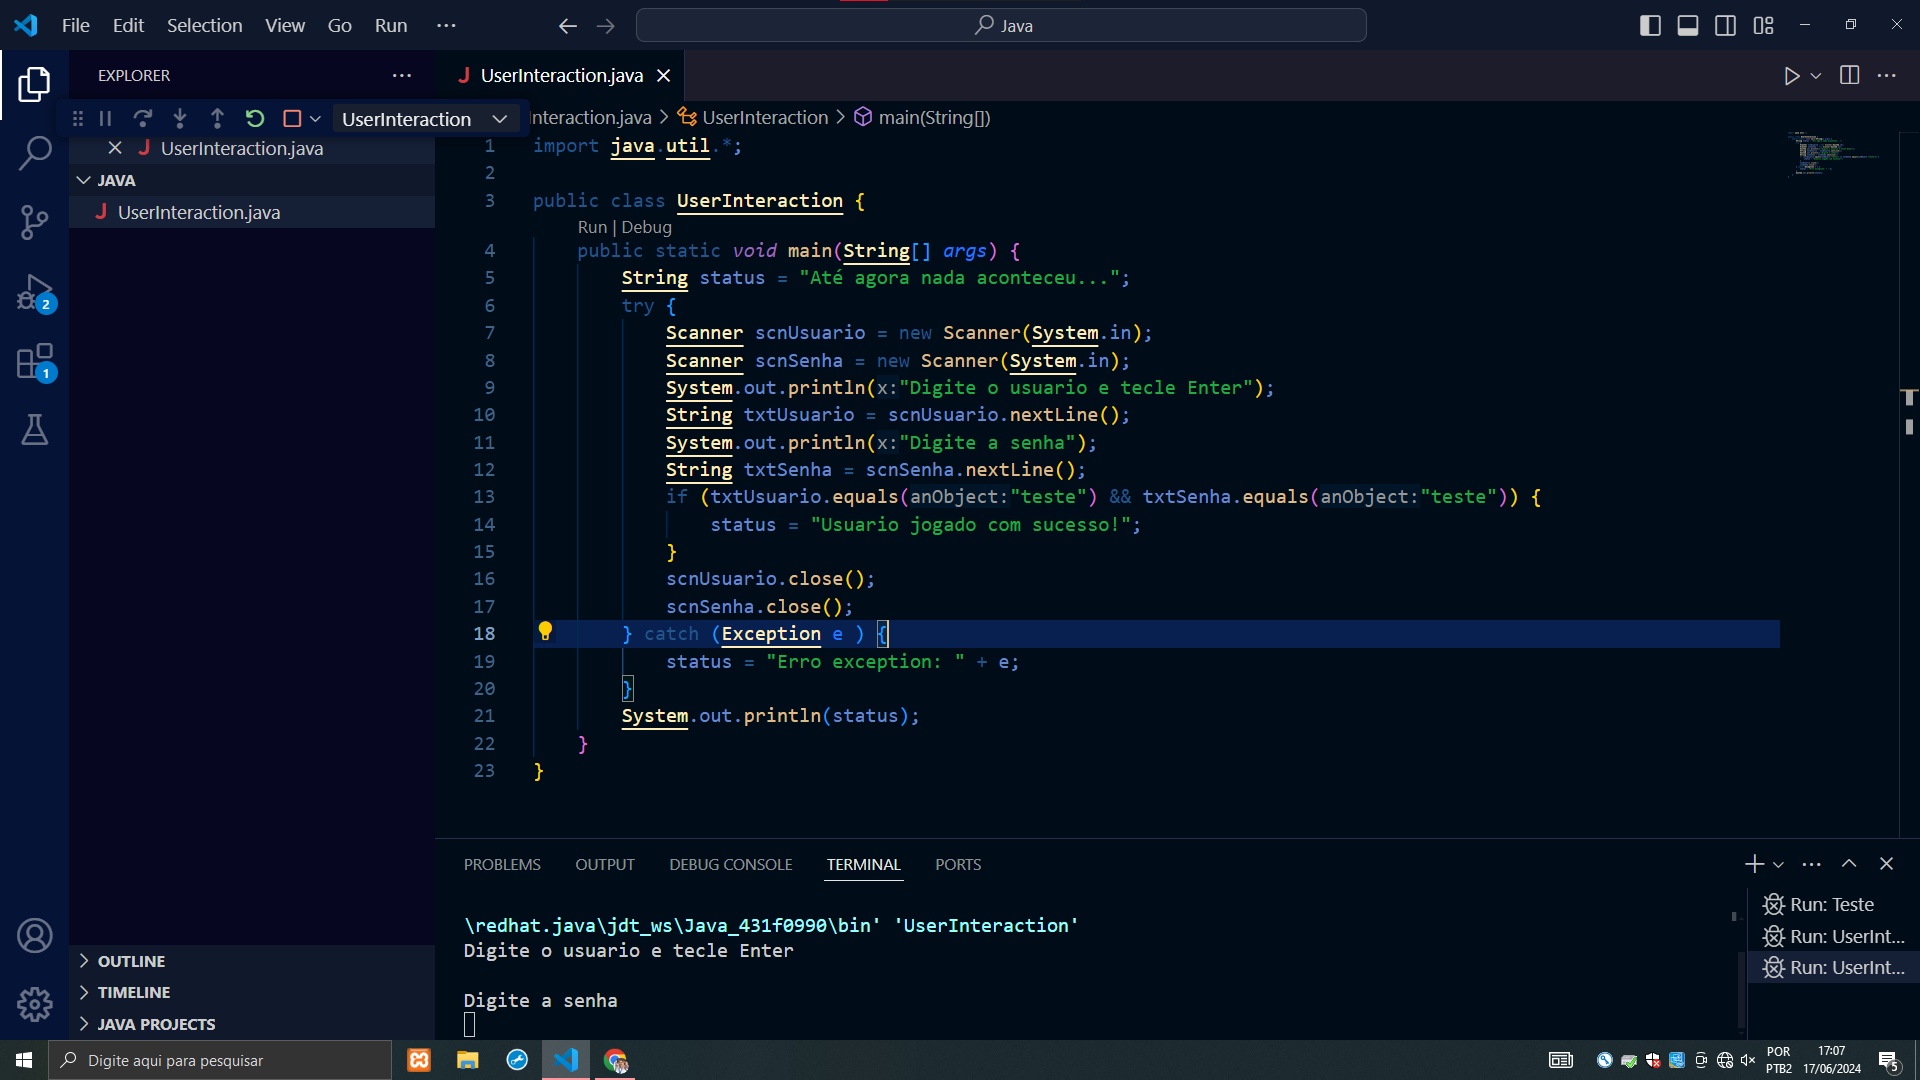 File Edit Selection View Go Run ···
Java
EXPLORER
UserInteraction.java
UserInteraction
Interaction.java > UserInteraction > main(String[])
UserInteraction.java
JAVA
UserInteraction.java
2
1
1 import java.util.*;
2
3 public class UserInteraction {
Run | Debug
4 public static void main(String[] args) {
5 String status = "Até agora nada aconteceu...";
6 try {
7 Scanner scnUsuario = new Scanner(System.in);
8 Scanner scnSenha = new Scanner(System.in);
9 System.out.println(x:"Digite o usuario e tecle Enter");
10 String txtUsuario = scnUsuario.nextLine();
11 System.out.println(x:"Digite a senha");
12 String txtSenha = scnSenha.nextLine();
13 if (txtUsuario.equals(anObject:"teste") && txtSenha.equals(anObject:"teste")) {
14 status = "Usuario jogado com sucesso!";
15 }
16 scnUsuario.close();
17 scnSenha.close();
18 } catch (Exception e ) {
19 status = "Erro exception: " + e;
20 }
21 System.out.println(status);
22 }
23 }
PROBLEMS OUTPUT DEBUG CONSOLE TERMINAL PORTS
\redhat.java\jdt_ws\Java_431f0990\bin' 'UserInteraction'
Digite o usuario e tecle Enter
Digite a senha
Run: Teste
Run: UserInt...
Run: UserInt...
OUTLINE
TIMELINE
JAVA PROJECTS
Digite aqui para pesquisar
POR
PTB2
17:07
17/06/2024
5